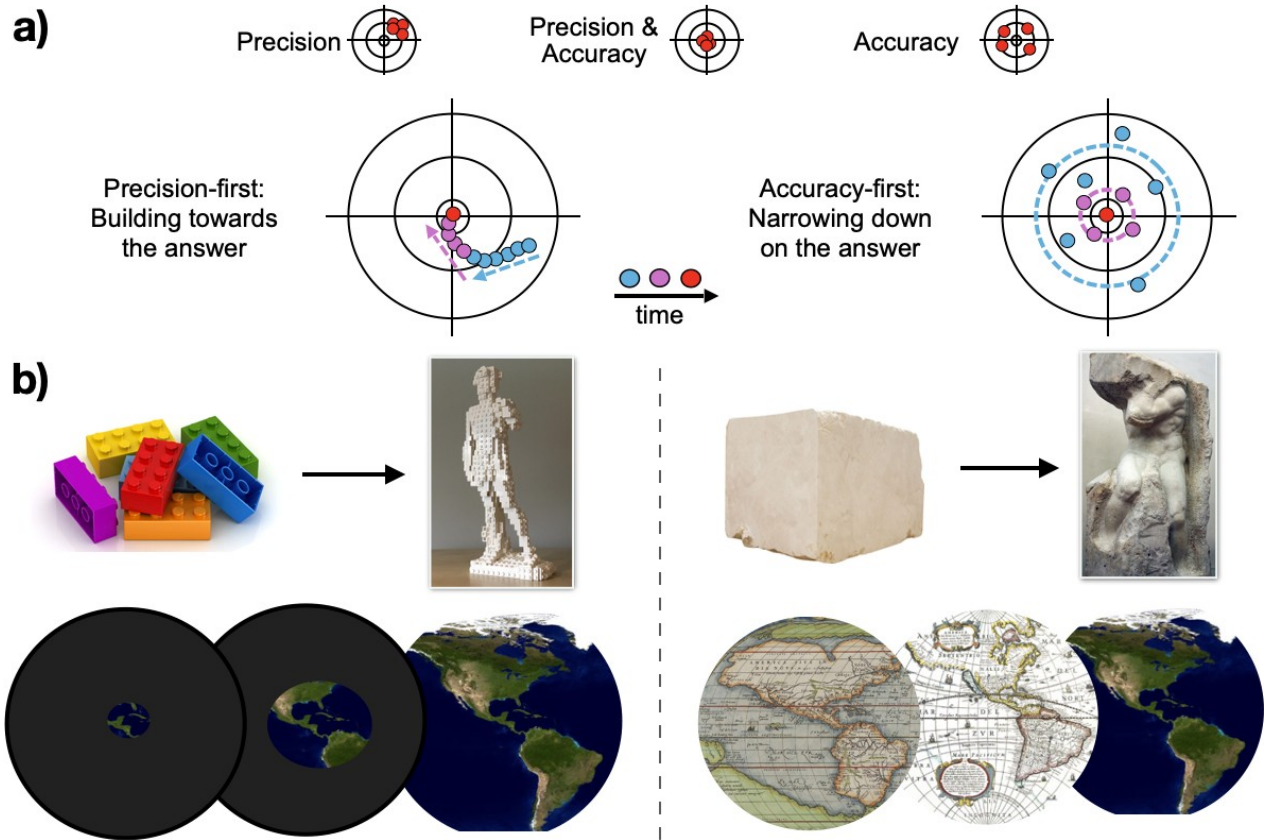 a)
Precision
Precision &
Accuracy
Accuracy
Precision-first:
Building towards
the answer
Accuracy-first:
Narrowing down
on the answer
time
b)